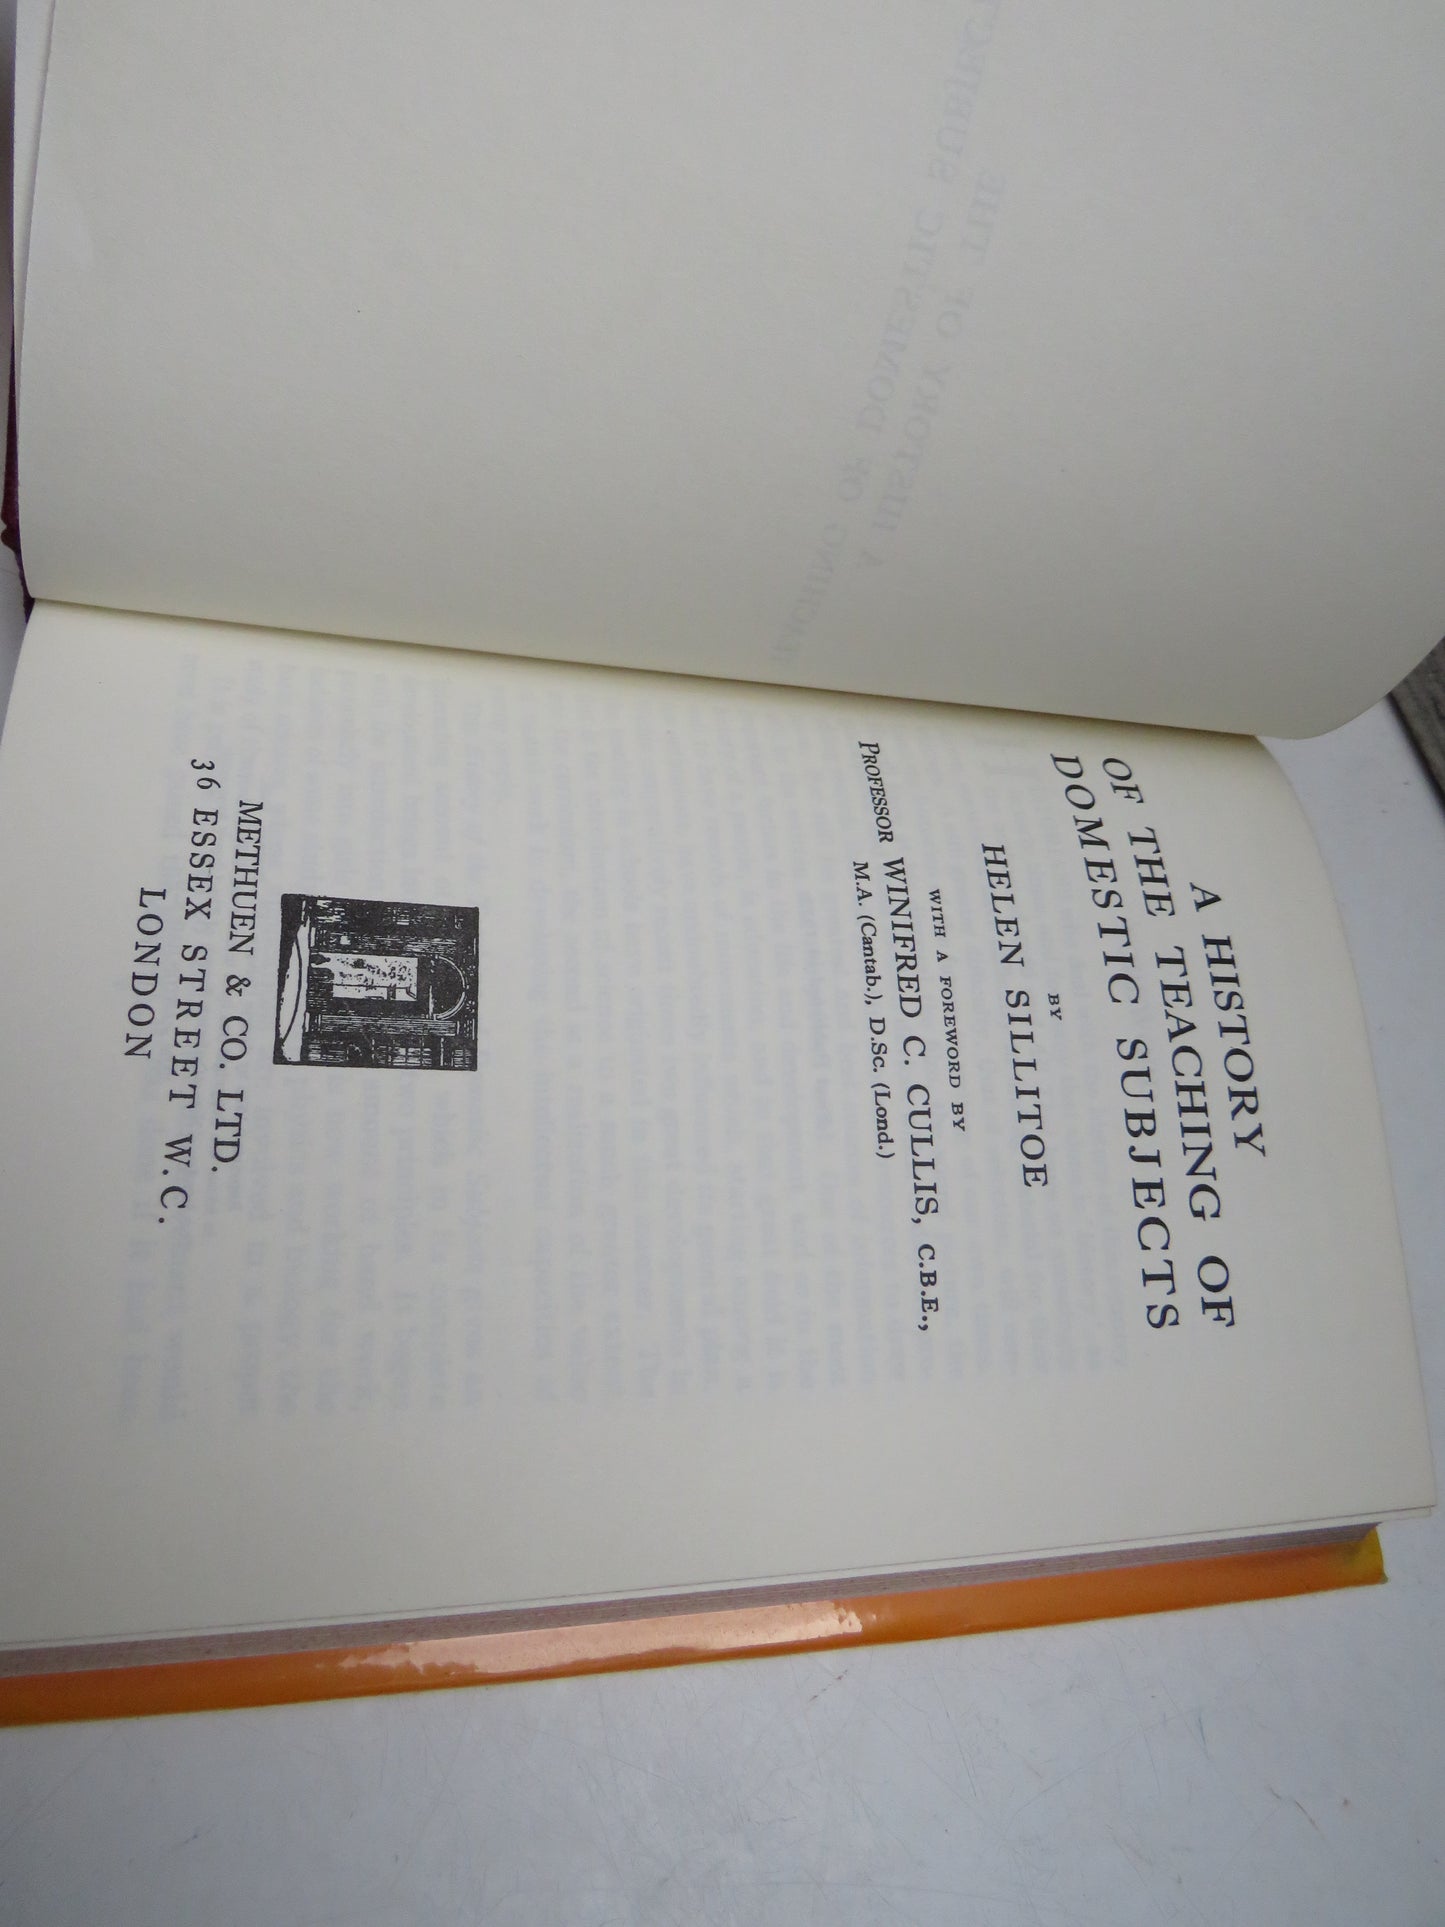 A HISTORY
OF THE TEACHING OF
DOMESTIC SUBJECTS
BY
HELEN SILLITOE
WITH A FOREWORD BY
PROFESSOR WINIFRED C. CULLIS, C.B.E.,
M.A. (Cantab.), D.Sc. (Lond.)
METHUEN & CO. LTD.
36 ESSEX STREET W.C.
LONDON